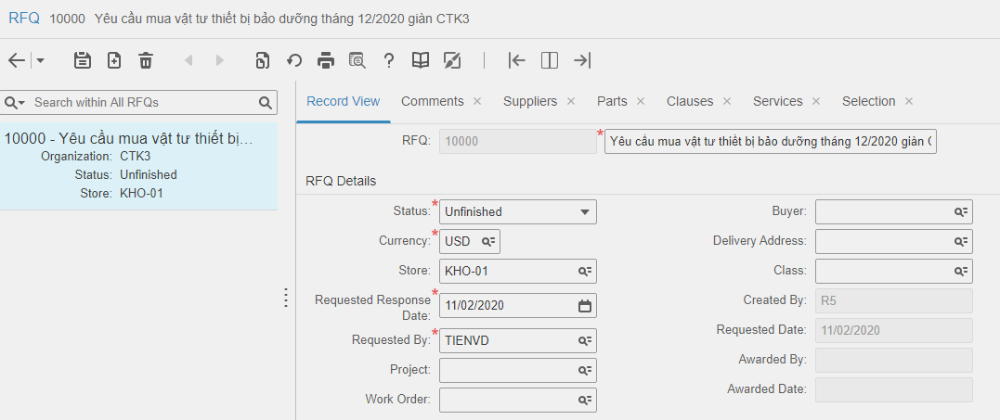 RFQ 10000 Yêu cầu mua vật tư thiết bị bảo dưỡng tháng 12/2020 giàn CTK3
Search within All RFQs
10000 - Yêu cầu mua vật tư thiết bị...
Organization: CTK3
Status: Unfinished
Store: KHO-01
Record View Comments × Suppliers × Parts × Clauses × Services × Selection ×
RFQ: 10000 * Yêu cầu mua vật tư thiết bị bảo dưỡng tháng 12/2020 giàn C
RFQ Details
Status: * Unfinished
Currency: * USD
Store: KHO-01
Requested Response Date: * 11/02/2020
Requested By: * TIENVD
Project:
Work Order:
Buyer:
Delivery Address:
Class:
Created By: R5
Requested Date: 11/02/2020
Awarded By:
Awarded Date: